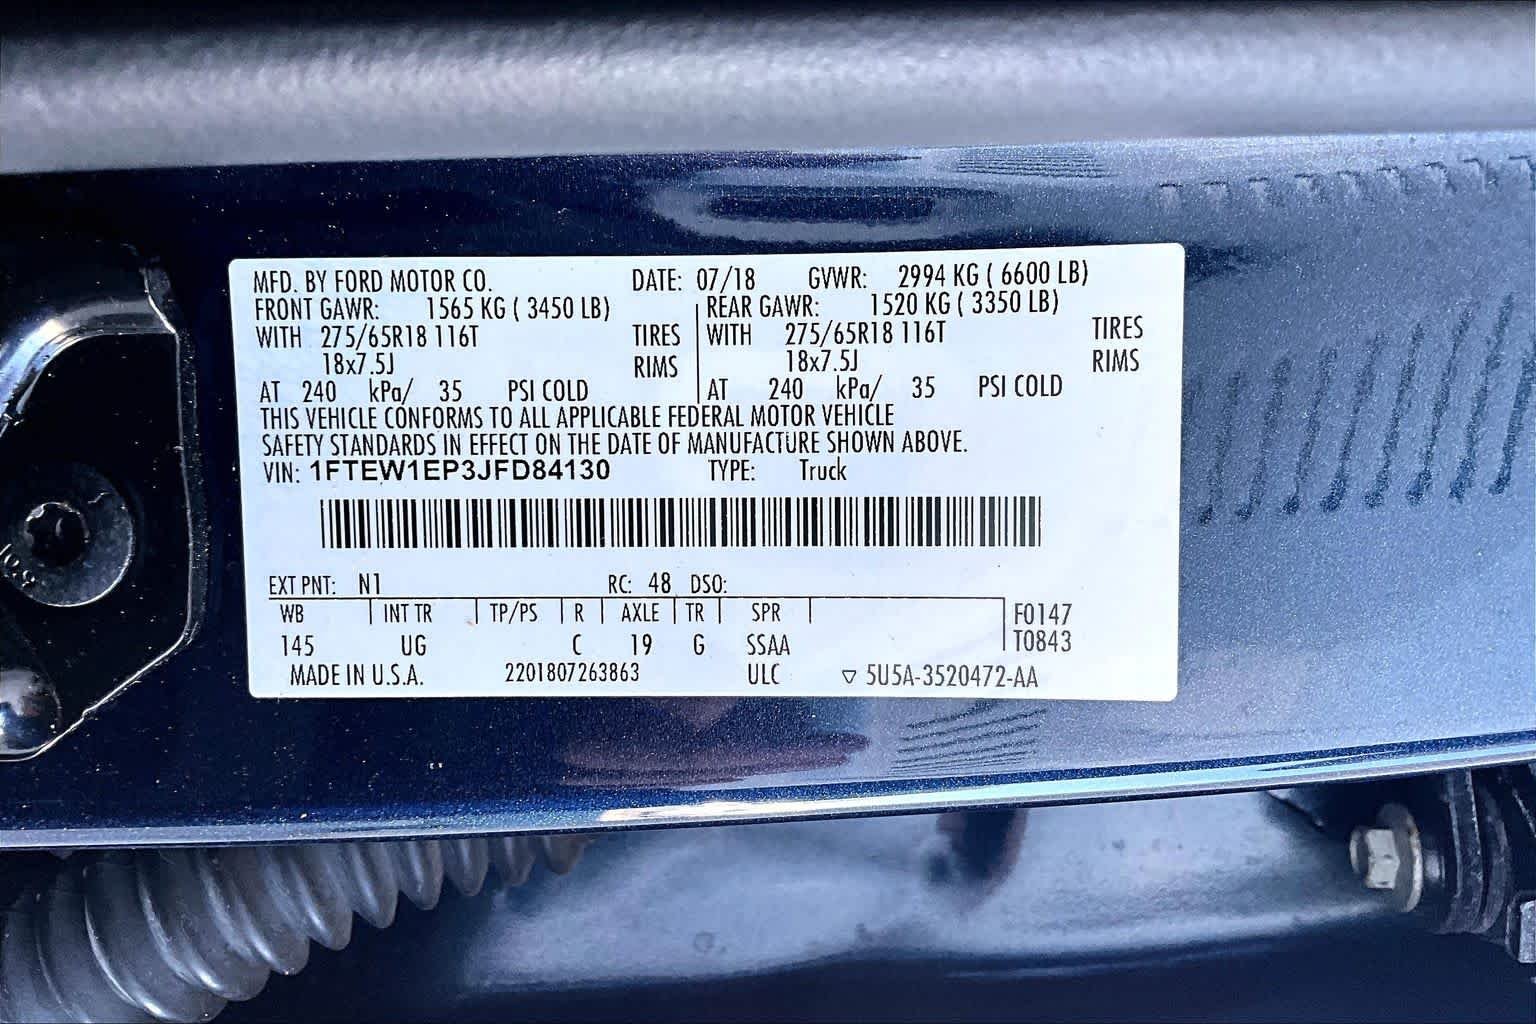 MFD. BY FORD MOTOR CO. DATE: 07/18 GVWR: 2994 KG ( 6600 LB)
FRONT GAWR: 1565 KG ( 3450 LB) REAR GAWR: 1520 KG ( 3350 LB)
WITH 275/65R18 116T TIRES WITH 275/65R18 116T TIRES
18x7.5J RIMS 18x7.5J RIMS
AT 240 kPa/ 35 PSI COLD AT 240 kPa/ 35 PSI COLD
THIS VEHICLE CONFORMS TO ALL APPLICABLE FEDERAL MOTOR VEHICLE
SAFETY STANDARDS IN EFFECT ON THE DATE OF MANUFACTURE SHOWN ABOVE.
VIN: 1FTEW1EP3JFD84130 TYPE: Truck
EXT PNT: N1 RC: 48 DSO:
WB INT TR TP/PS R AXLE TR SPR F0147
145 UG C 19 G SSAA T0843
MADE IN U.S.A. 2201807263863 ULC ▽ 5U5A-3520472-AA